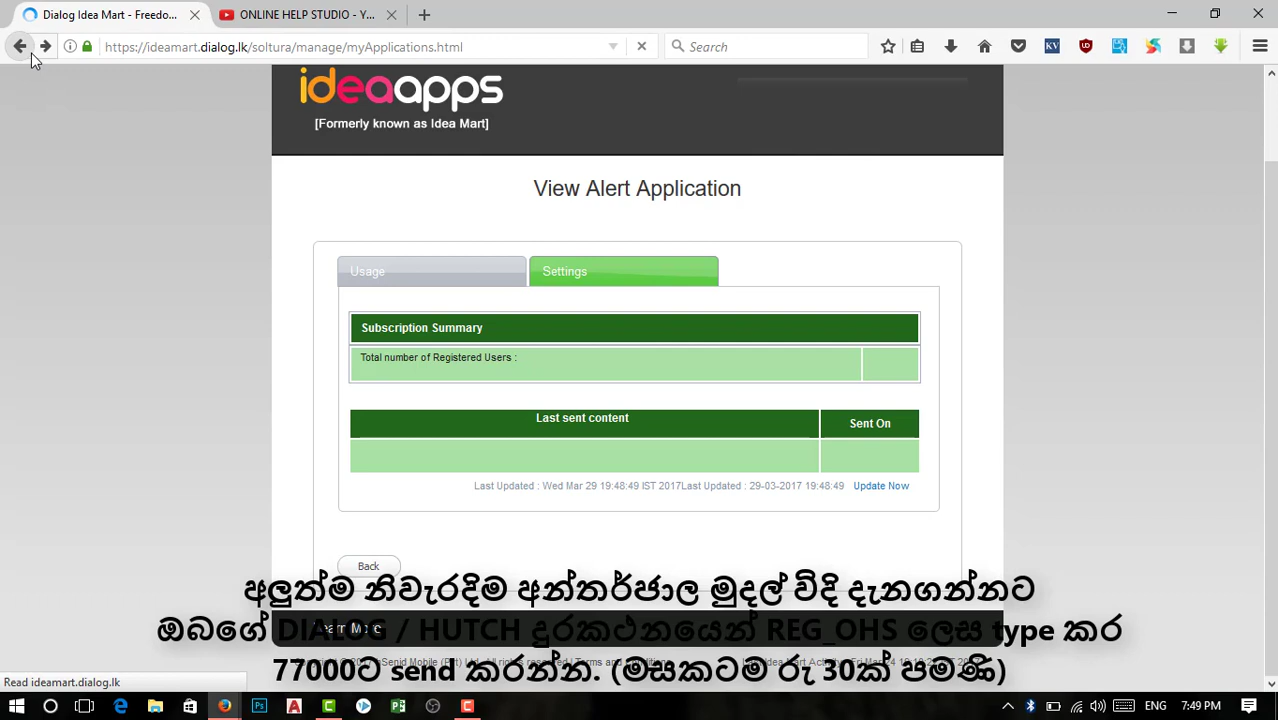 Dialog Idea Mart - Freedo...
ONLINE HELP STUDIO - Y...
https://ideamart.dialog.lk/soltura/manage/myApplications.html
Search
ideaapps
[Formerly known as Idea Mart]
View Alert Application
Usage
Settings
Subscription Summary
Total number of Registered Users :
Last sent content
Sent On
Last Updated : Wed Mar 29 19:48:49 IST 2017Last Updated : 29-03-2017 19:48:49 Update Now
Back
අලුත්ම නිවැරදිම අන්තර්ජාල මුදල් විදි දැනගන්නට
ඔබගේ DIALOG / HUTCH දුරකථනයෙන් REG_OHS ලෙස type කර
Learn More
77000ට send කරන්න. (මසකටම රු 30ක් පමණි)
Read ideamart.dialog.lk
ENG
7:49 PM